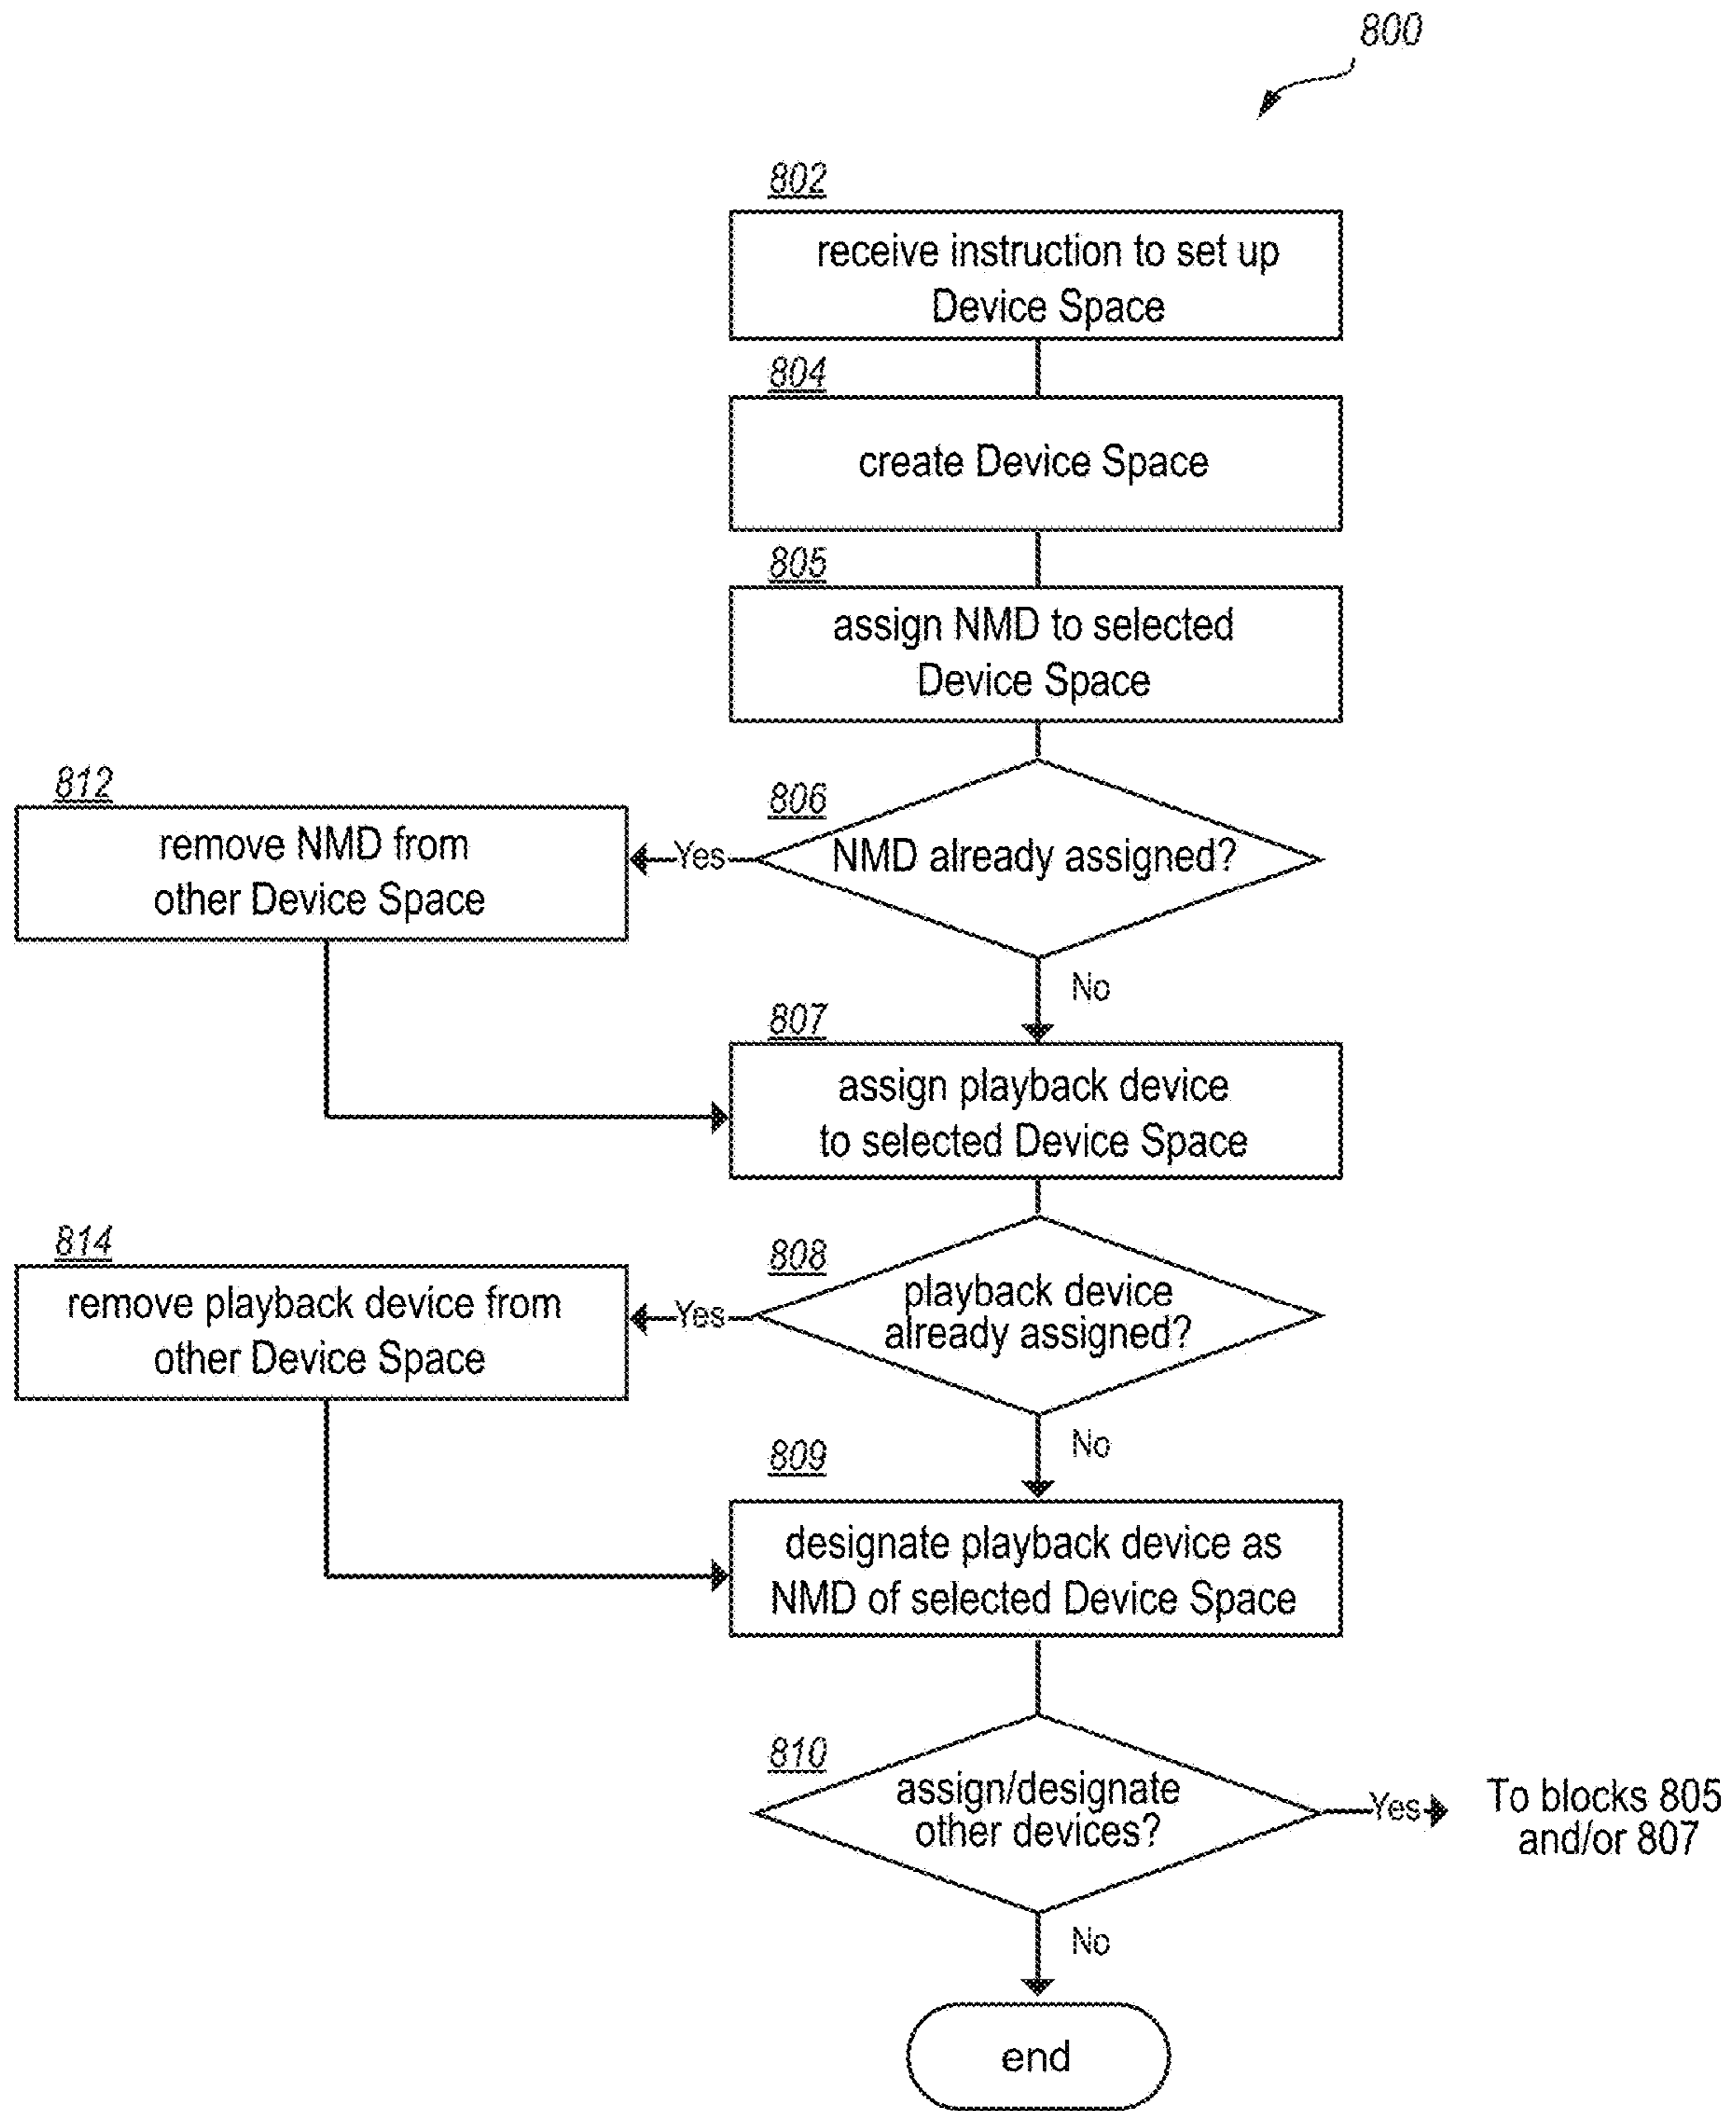 800
802
receive instruction to set up
Device Space
804
create Device Space
805
assign NMD to selected
Device Space
812
remove NMD from
other Device Space
806
NMD already assigned?
Yes
No
807
assign playback device
to selected Device Space
814
remove playback device from
other Device Space
808
playback device
already assigned?
Yes
No
809
designate playback device as
NMD of selected Device Space
810
assign/designate
other devices?
Yes
To blocks 805
and/or 807
No
end